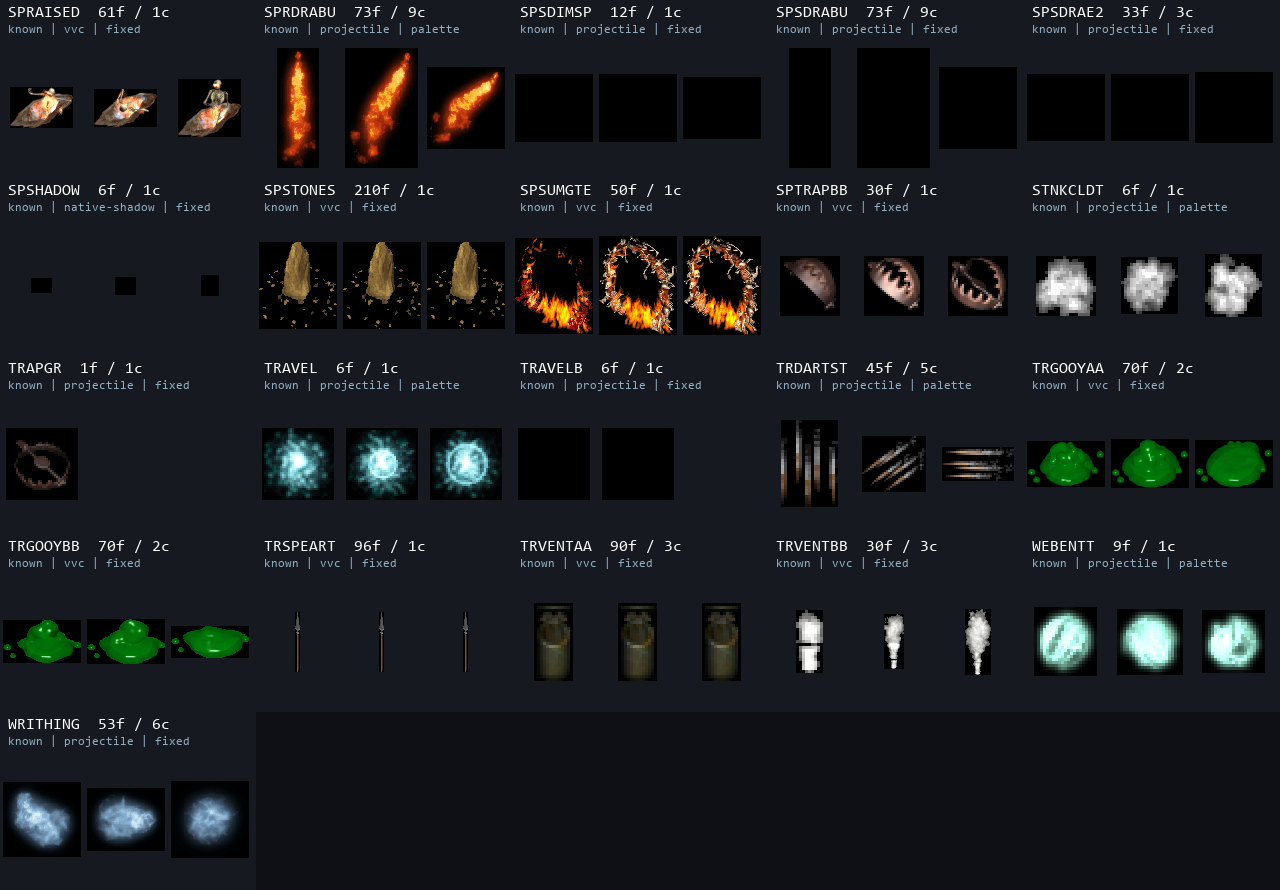 SPRAISED 61f / 1c
known | vvc | fixed
SPRDRABU 73f / 9c
known | projectile | palette
SPSDIMSP 12f / 1c
known | projectile | fixed
SPSDRABU 73f / 9c
known | projectile | fixed
SPSDRAE2 33f / 3c
known | projectile | fixed
SPSHADOW 6f / 1c
known | native-shadow | fixed
SPSTONES 210f / 1c
known | vvc | fixed
SPSUMGTE 50f / 1c
known | vvc | fixed
SPTRAPBB 30f / 1c
known | vvc | fixed
STNKCLDT 6f / 1c
known | projectile | palette
TRAPGR 1f / 1c
known | projectile | fixed
TRAVEL 6f / 1c
known | projectile | palette
TRAVELB 6f / 1c
known | projectile | fixed
TRDARTST 45f / 5c
known | projectile | palette
TRGOOYAA 70f / 2c
known | vvc | fixed
TRGOOYBB 70f / 2c
known | vvc | fixed
TRSPEART 96f / 1c
known | vvc | fixed
TRVENTAA 90f / 3c
known | vvc | fixed
TRVENTBB 30f / 3c
known | vvc | fixed
WEBENTT 9f / 1c
known | projectile | palette
WRITHING 53f / 6c
known | projectile | fixed